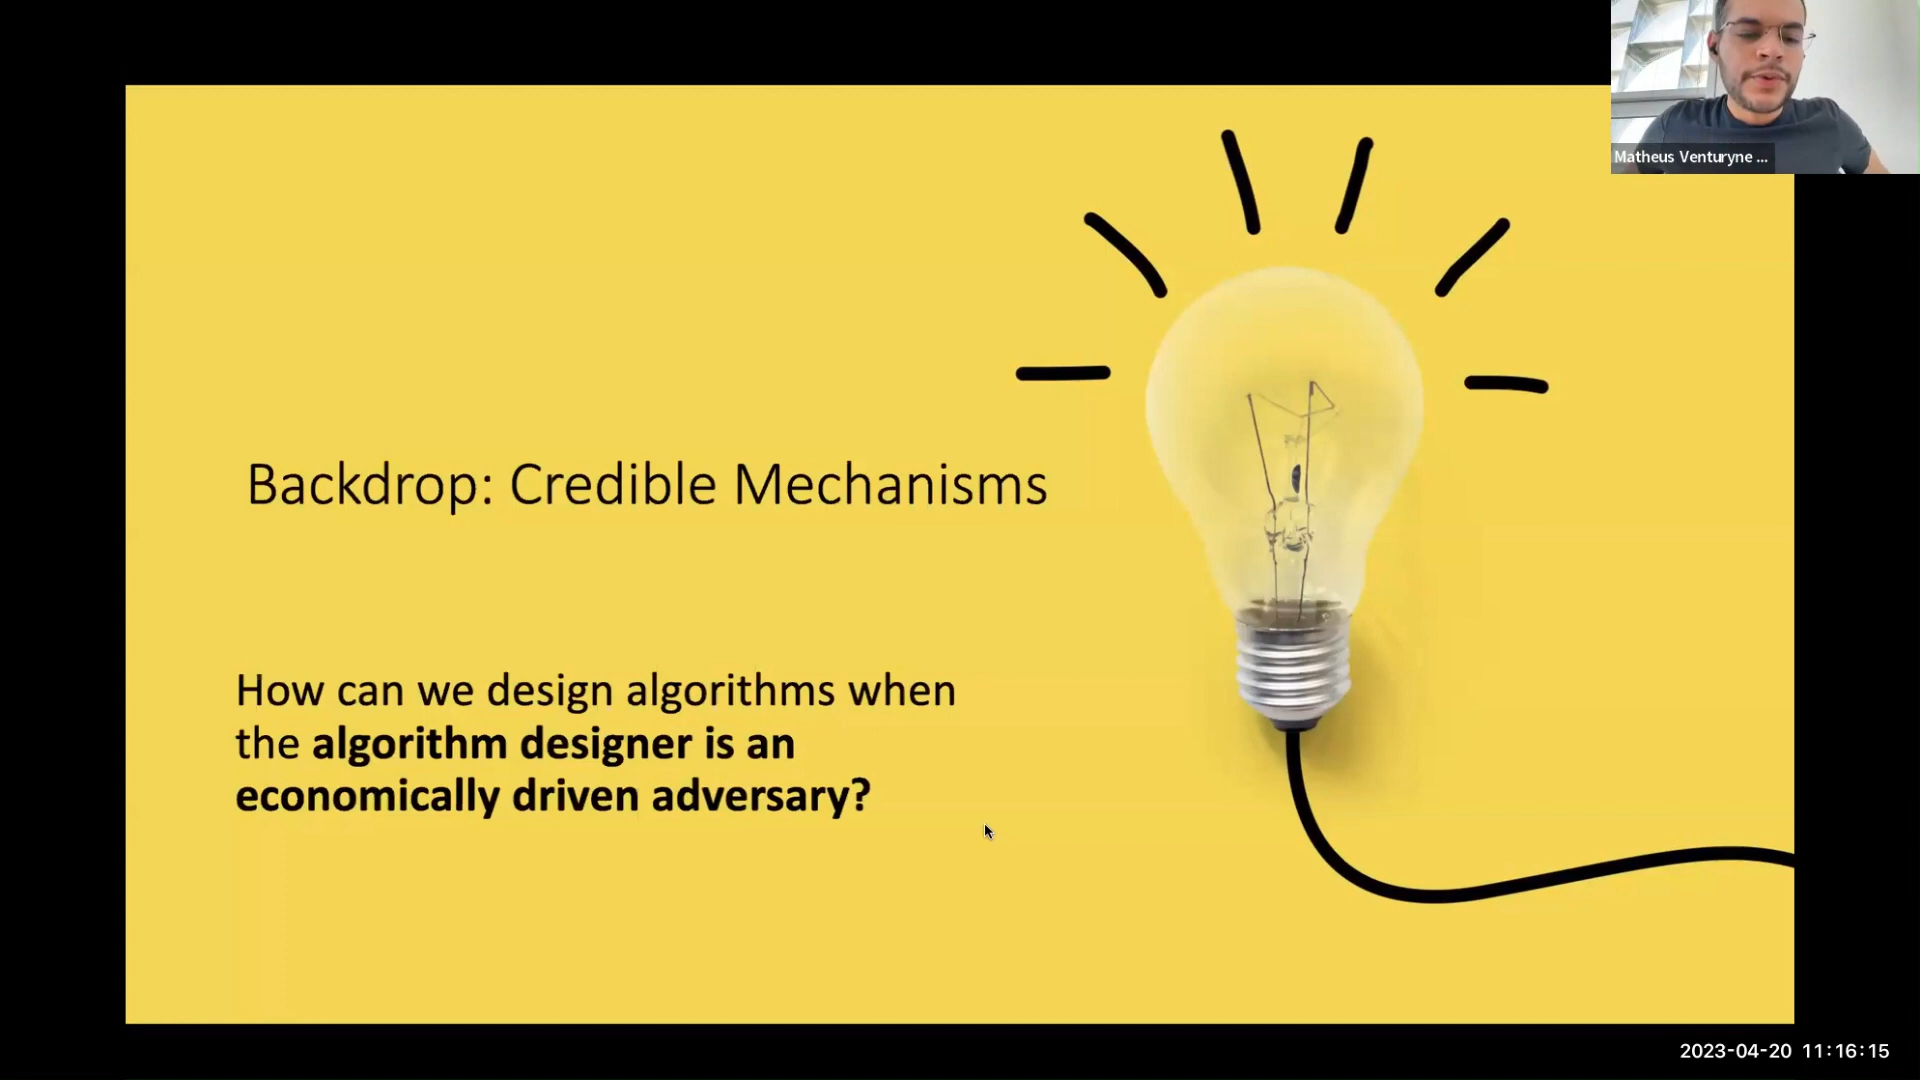 Matheus Venturyne ...
Backdrop: Credible Mechanisms
How can we design algorithms when
the algorithm designer is an
economically driven adversary?
2023-04-20 11:16:15